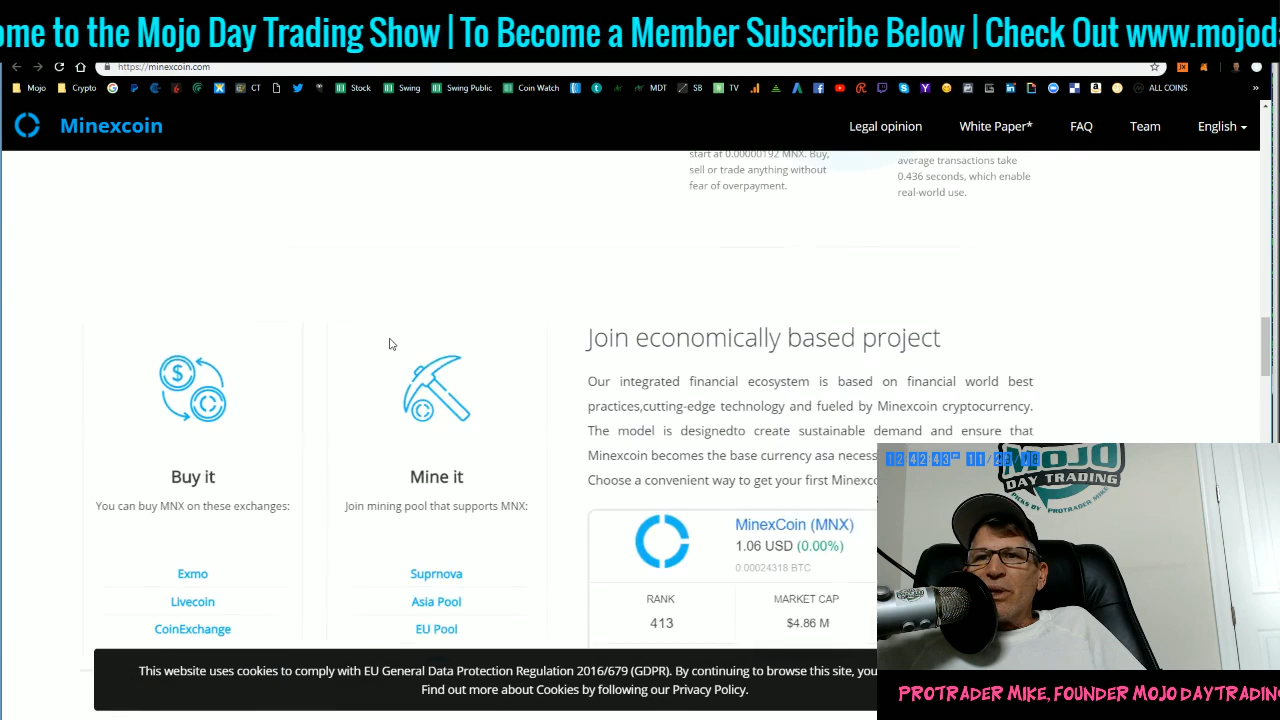 ome to the Mojo Day Trading Show | To Become a Member Subscribe Below | Check Out www.mojoda
https://minexcoin.com
Mojo Crypto CT Stock Swing Swing Public Coin Watch MDT SB TV ALL COINS »
Minexcoin Legal opinion White Paper* FAQ Team English
start at 0.00000192 MNX. Buy,
sell or trade anything without
fear of overpayment.
average transactions take
0.436 seconds, which enable
real-world use.
Join economically based project
Our integrated financial ecosystem is based on financial world best
practices,cutting-edge technology and fueled by Minexcoin cryptocurrency.
The model is designedto create sustainable demand and ensure that
Minexcoin becomes the base currency asa necess
Choose a convenient way to get your first Minexco
Buy it
You can buy MNX on these exchanges:
Exmo
Livecoin
CoinExchange
Mine it
Join mining pool that supports MNX:
Suprnova
Asia Pool
EU Pool
MinexCoin (MNX)
1.06 USD (0.00%)
0.00024318 BTC
RANK
413
MARKET CAP
$4.86 M
MOJO
DAY TRADING
PICKS BY PROTRADER MIKE
This website uses cookies to comply with EU General Data Protection Regulation 2016/679 (GDPR). By continuing to browse this site, you
Find out more about Cookies by following our Privacy Policy.
PROTRADER MIKE, FOUNDER MOJO DAYTRADING